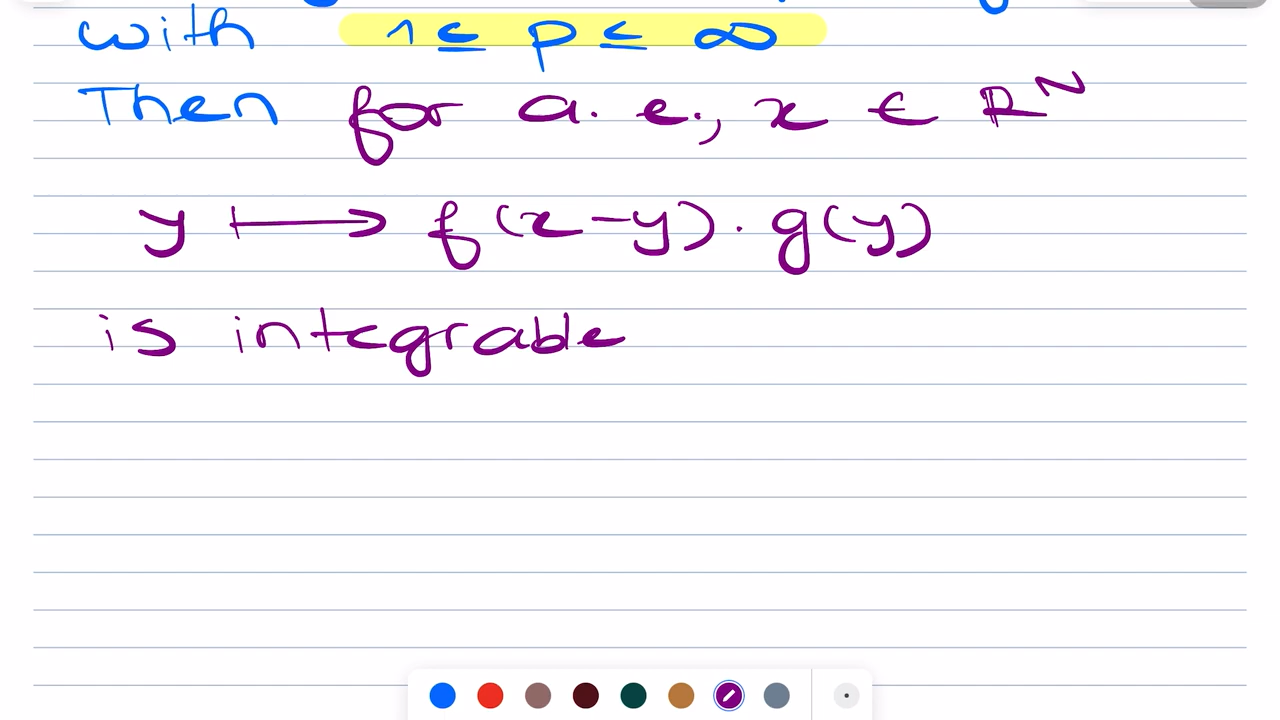 with 1 ≤ p ≤ ∞
Then for a.e., x ∈ ℝᴺ
y ⟼ f(x-y).g(y)
is integrable